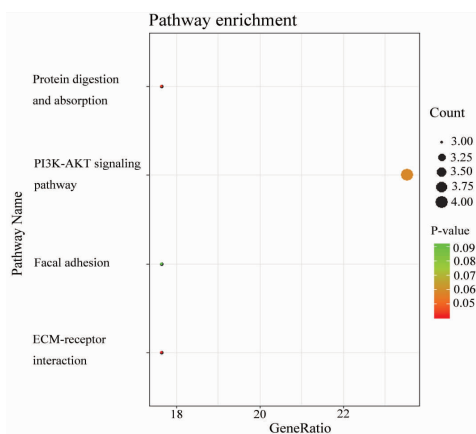 Pathway enrichment
Pathway Name
Protein digestion
and absorption
PI3K-AKT signaling
pathway
Facal adhesion
ECM-receptor
interaction
18
20
22
GeneRatio
Count
3.00
3.25
3.50
3.75
4.00
P-value
0.09
0.08
0.07
0.06
0.05